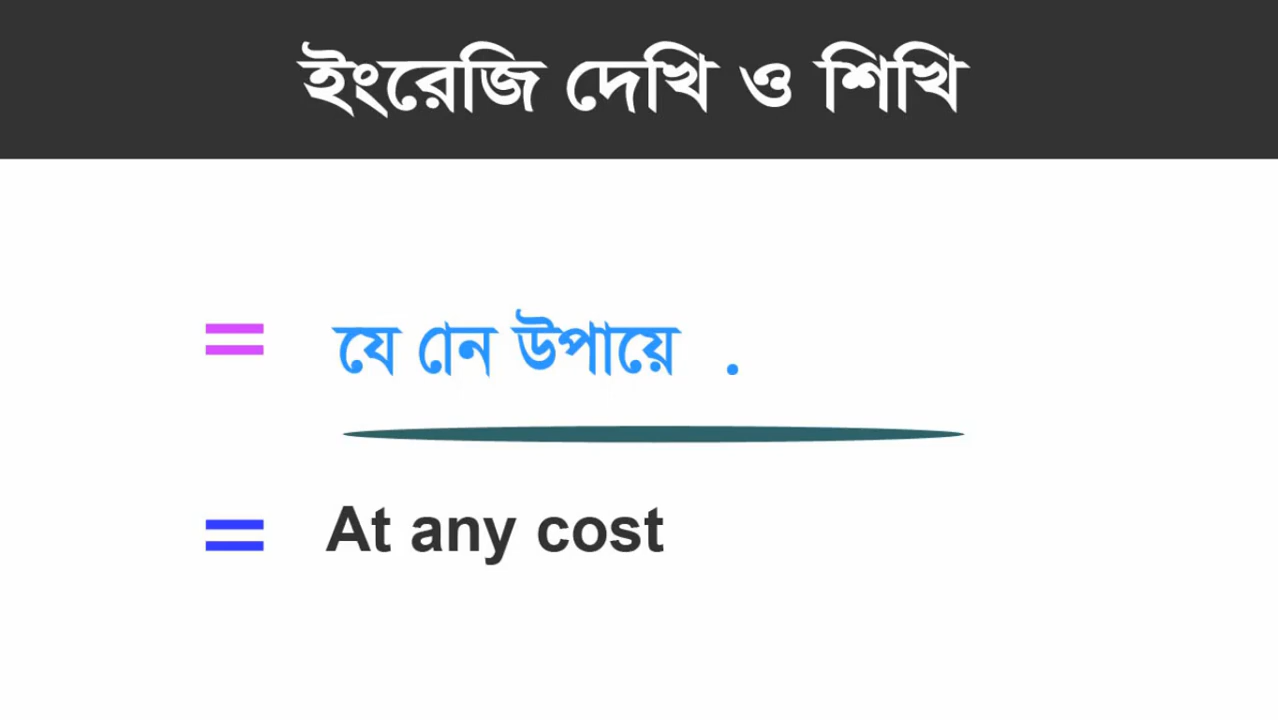 ইংরেজি দেখি ও শিখি
= যে োন উপায়ে .
= At any cost